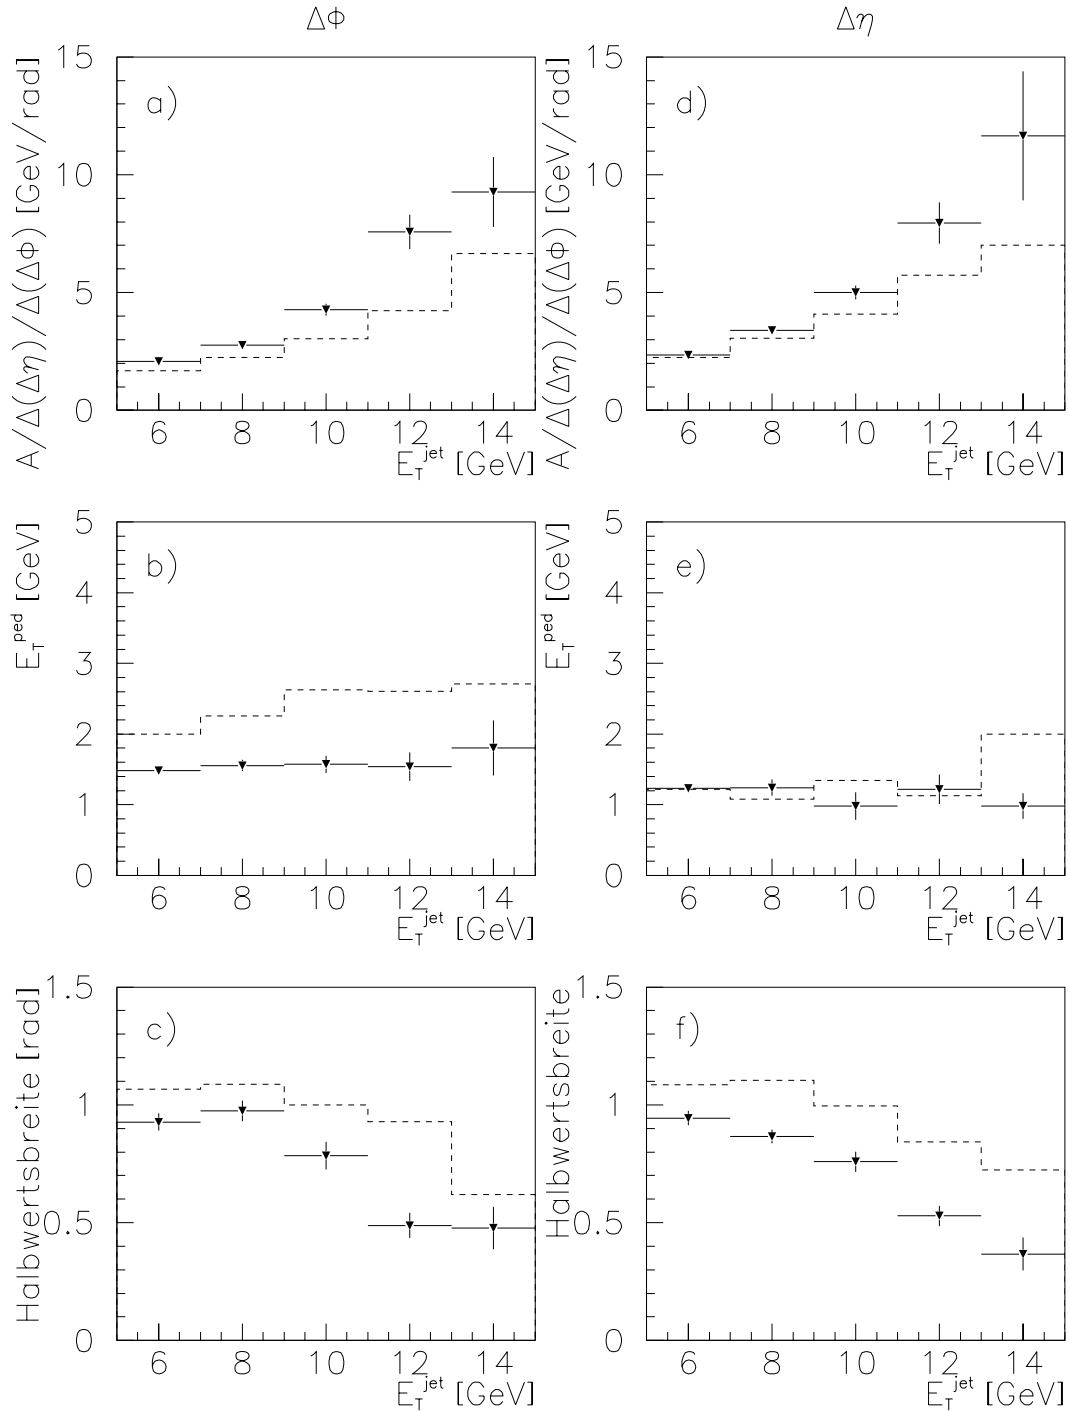 ΔΦ
Δη
A/Δ(Δη)/Δ(ΔΦ) [GeV/rad]
15
10
5
0
a)
6 8 10 12 14
E_T^jet [GeV]
A/Δ(Δη)/Δ(ΔΦ) [GeV/rad]
15
10
5
0
d)
6 8 10 12 14
E_T^jet [GeV]
E_T^ped [GeV]
5
4
3
2
1
0
b)
6 8 10 12 14
E_T^jet [GeV]
E_T^ped [GeV]
5
4
3
2
1
0
e)
6 8 10 12 14
E_T^jet [GeV]
Halbwertsbreite [rad]
1.5
1
0.5
0
c)
6 8 10 12 14
E_T^jet [GeV]
Halbwertsbreite
1.5
1
0.5
0
f)
6 8 10 12 14
E_T^jet [GeV]